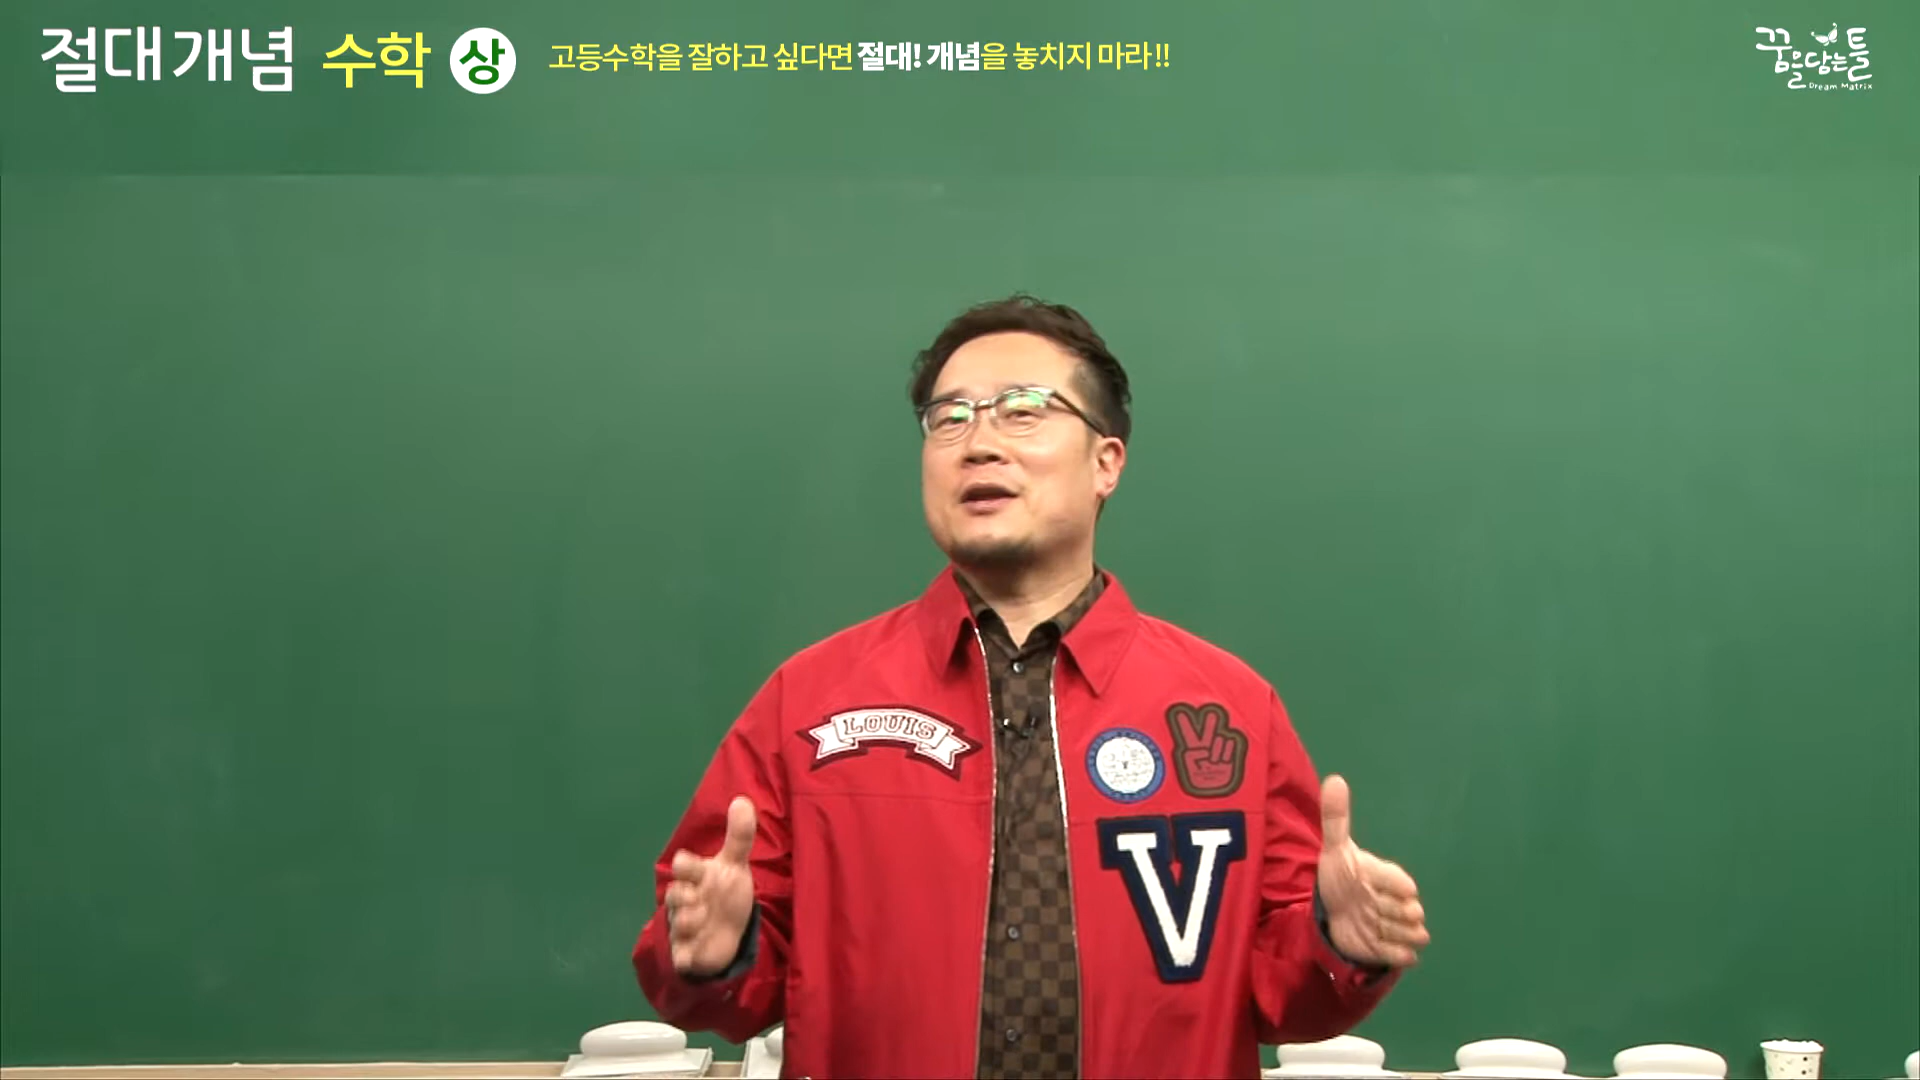 절대개념 수학 상 고등수학을 잘하고 싶다면 절대! 개념을 놓치지 마라!!
꿈을담는틀
Dream Matrix
LOUIS
V